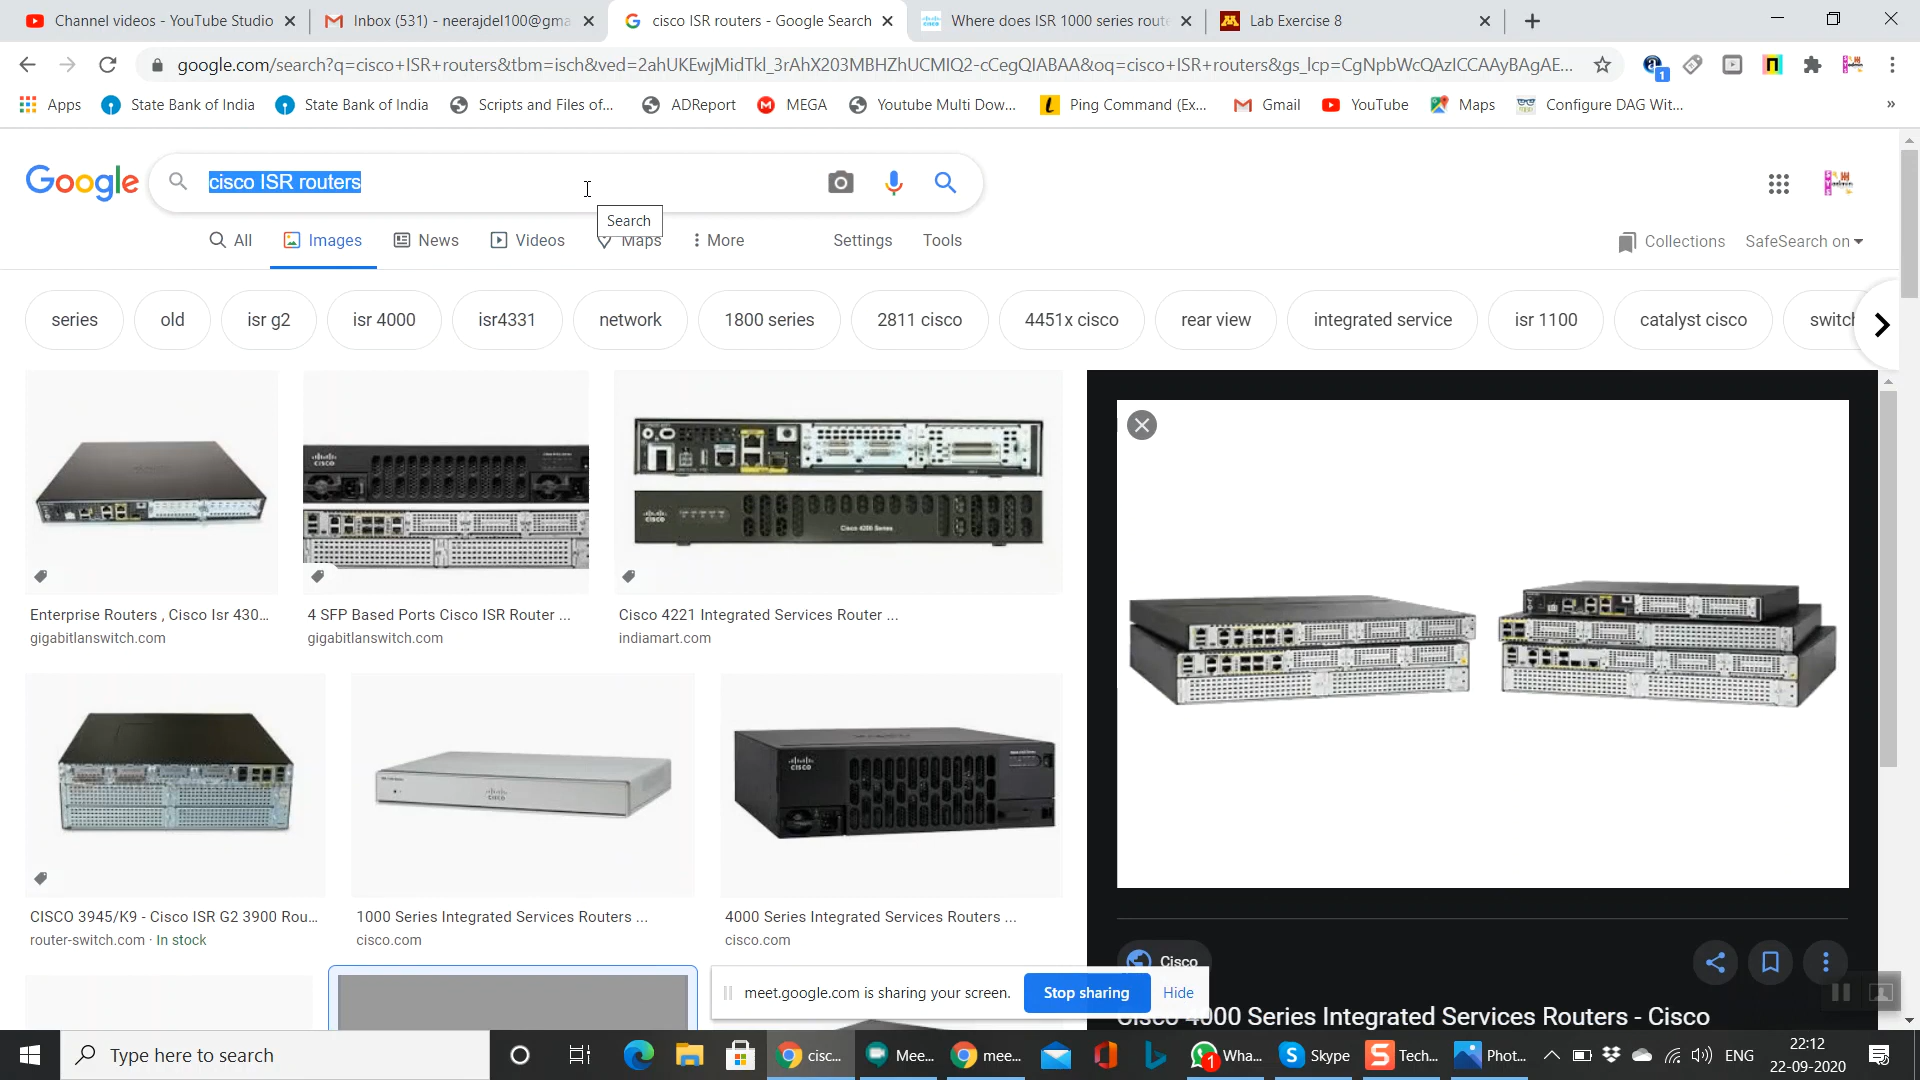 Channel videos - YouTube Studio
Inbox (531) - neerajdel100@gma
cisco ISR routers - Google Search
Where does ISR 1000 series route
Lab Exercise 8
google.com/search?q=cisco+ISR+routers&tbm=isch&ved=2ahUKEwjMidTkl_3rAhX203MBHZhUCMIQ2-cCegQIABAA&oq=cisco+ISR+routers&gs_lcp=CgNpbWcQAzICCAAyBAgAE...
1
Apps
State Bank of India
State Bank of India
Scripts and Files of...
ADReport
MEGA
Youtube Multi Dow...
Ping Command (Ex...
Gmail
YouTube
Maps
Configure DAG Wit...
Google
cisco ISR routers
Search
All
Images
News
Videos
Maps
More
Settings
Tools
Collections
SafeSearch on
series
old
isr g2
isr 4000
isr4331
network
1800 series
2811 cisco
4451x cisco
rear view
integrated service
isr 1100
catalyst cisco
switch
Enterprise Routers , Cisco Isr 430...
gigabitlanswitch.com
4 SFP Based Ports Cisco ISR Router ...
gigabitlanswitch.com
Cisco 4221 Integrated Services Router ...
indiamart.com
CISCO 3945/K9 - Cisco ISR G2 3900 Rou...
router-switch.com · In stock
1000 Series Integrated Services Routers ...
cisco.com
4000 Series Integrated Services Routers ...
cisco.com
Cisco
Cisco 4000 Series Integrated Services Routers - Cisco
meet.google.com is sharing your screen.
Stop sharing
Hide
Type here to search
cisc...
Mee...
mee...
Wha...
Skype
Tech...
Phot...
ENG
22:12
22-09-2020